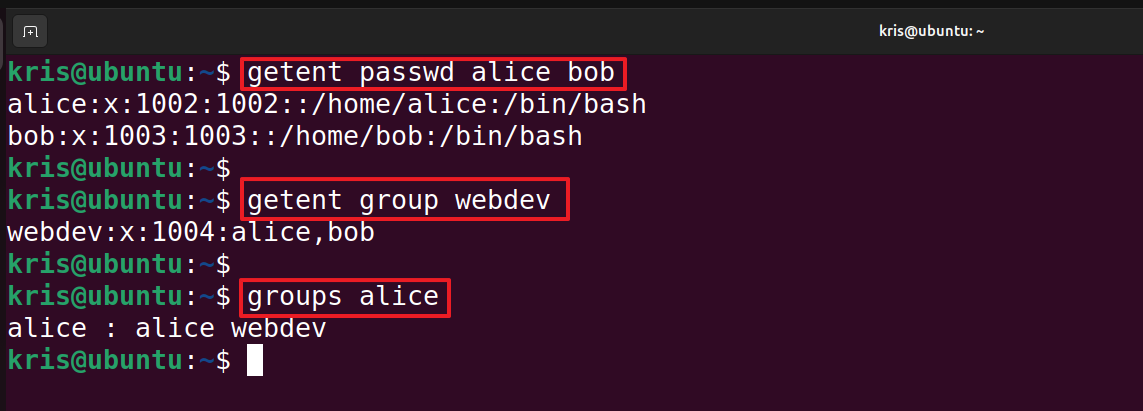 kris@ubuntu: ~
kris@ubuntu:~$ getent passwd alice bob
alice:x:1002:1002::/home/alice:/bin/bash
bob:x:1003:1003::/home/bob:/bin/bash
kris@ubuntu:~$
kris@ubuntu:~$ getent group webdev
webdev:x:1004:alice,bob
kris@ubuntu:~$
kris@ubuntu:~$ groups alice
alice : alice webdev
kris@ubuntu:~$